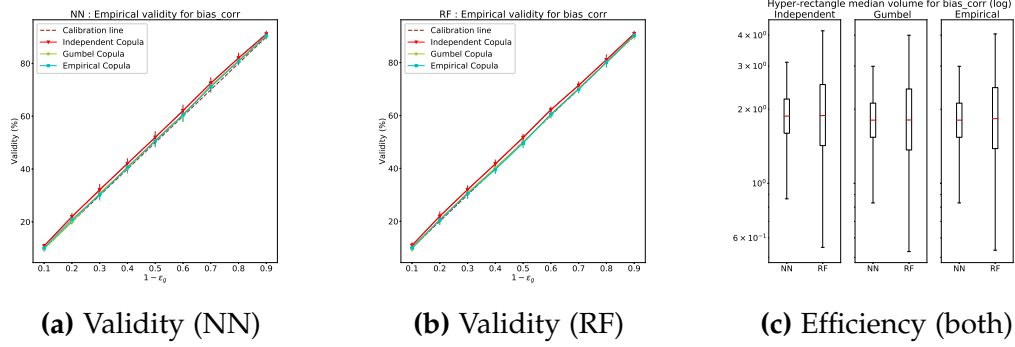 NN : Empirical validity for bias_corr
Calibration line
Independent Copula
Gumbel Copula
Empirical Copula
Validity (%)
80
60
40
20
0.1 0.2 0.3 0.4 0.5 0.6 0.7 0.8 0.9
1 − ϵg
RF : Empirical validity for bias_corr
Calibration line
Independent Copula
Gumbel Copula
Empirical Copula
Validity (%)
80
60
40
20
0.1 0.2 0.3 0.4 0.5 0.6 0.7 0.8 0.9
1 − ϵg
Hyper-rectangle median volume for bias_corr (log)
Independent Gumbel Empirical
4 × 10⁰
3 × 10⁰
2 × 10⁰
10⁰
6 × 10⁻¹
NN RF NN RF NN RF
(a) Validity (NN) (b) Validity (RF) (c) Efficiency (both)